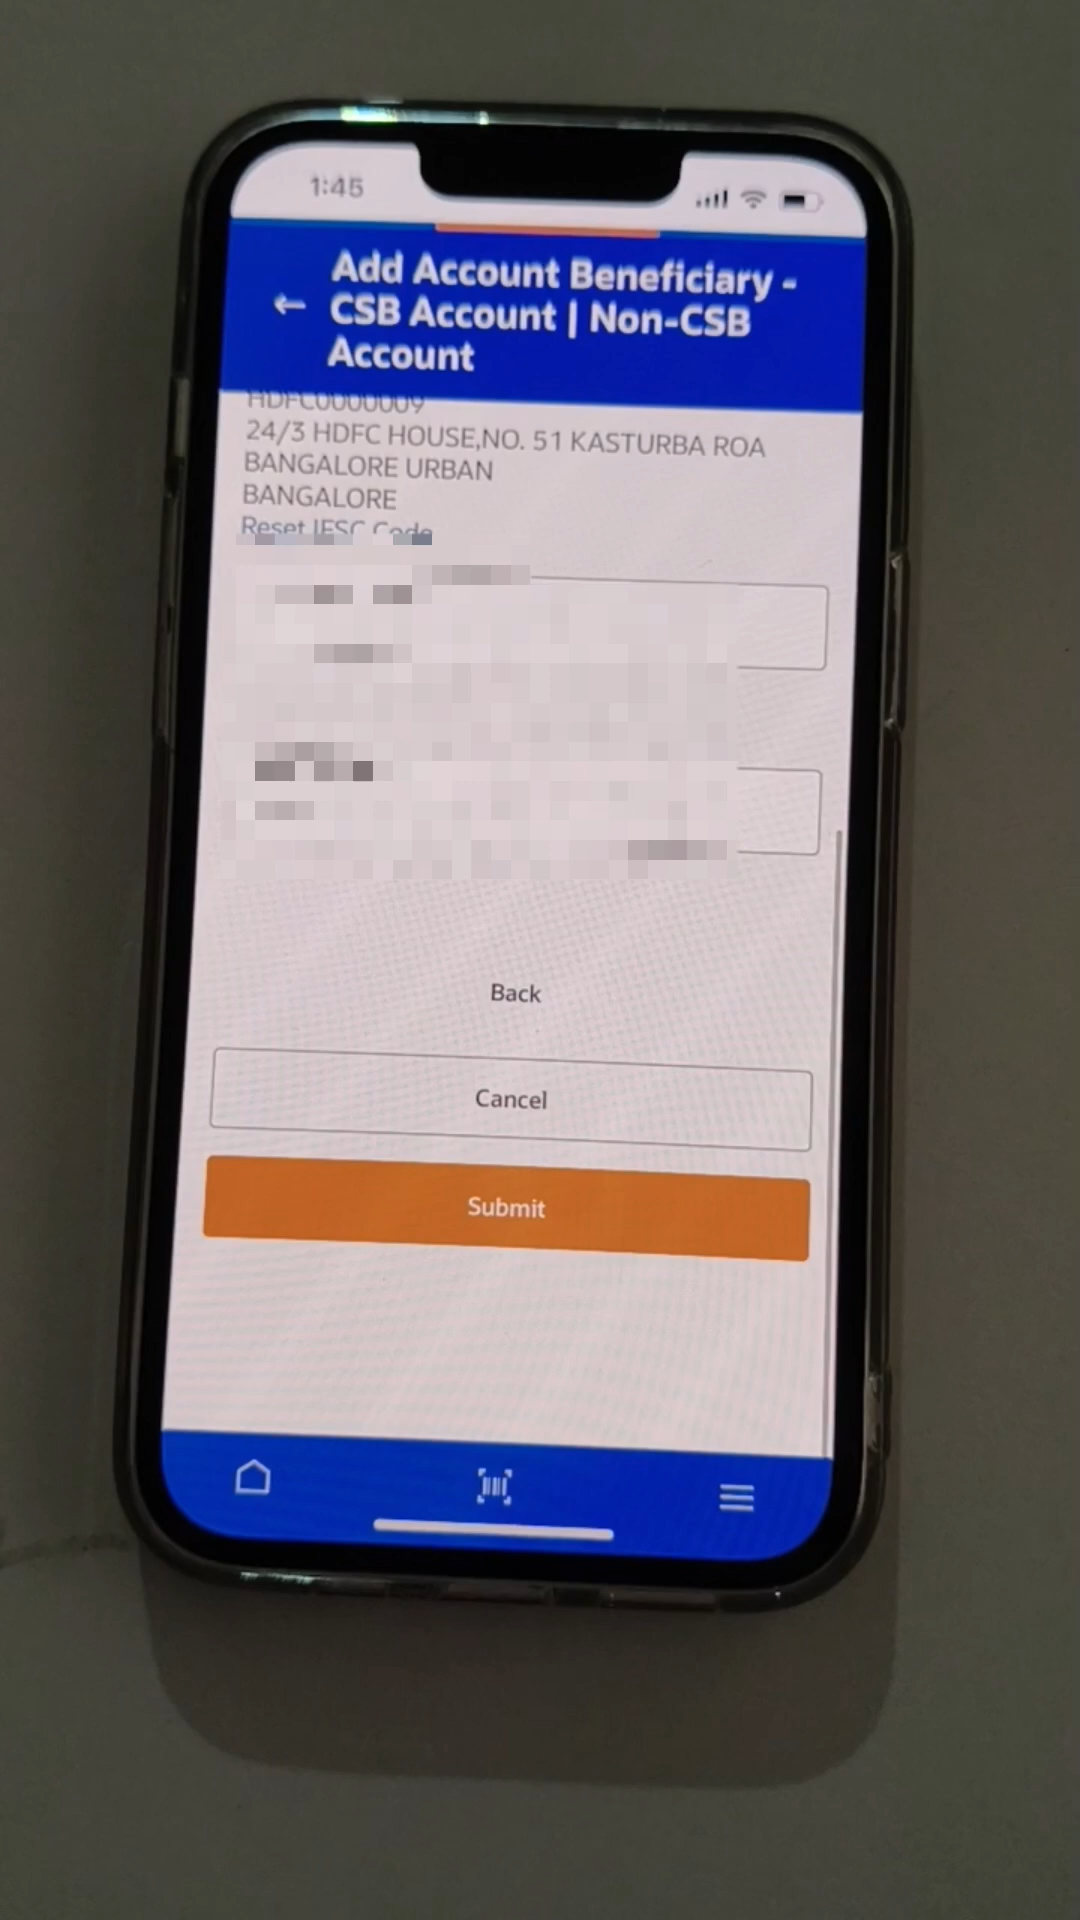 1:45
Add Account Beneficiary -
CSB Account | Non-CSB
Account
HDFC0000009
24/3 HDFC HOUSE,NO. 51 KASTURBA ROA
BANGALORE URBAN
BANGALORE
Reset IFSC Code
Back
Cancel
Submit